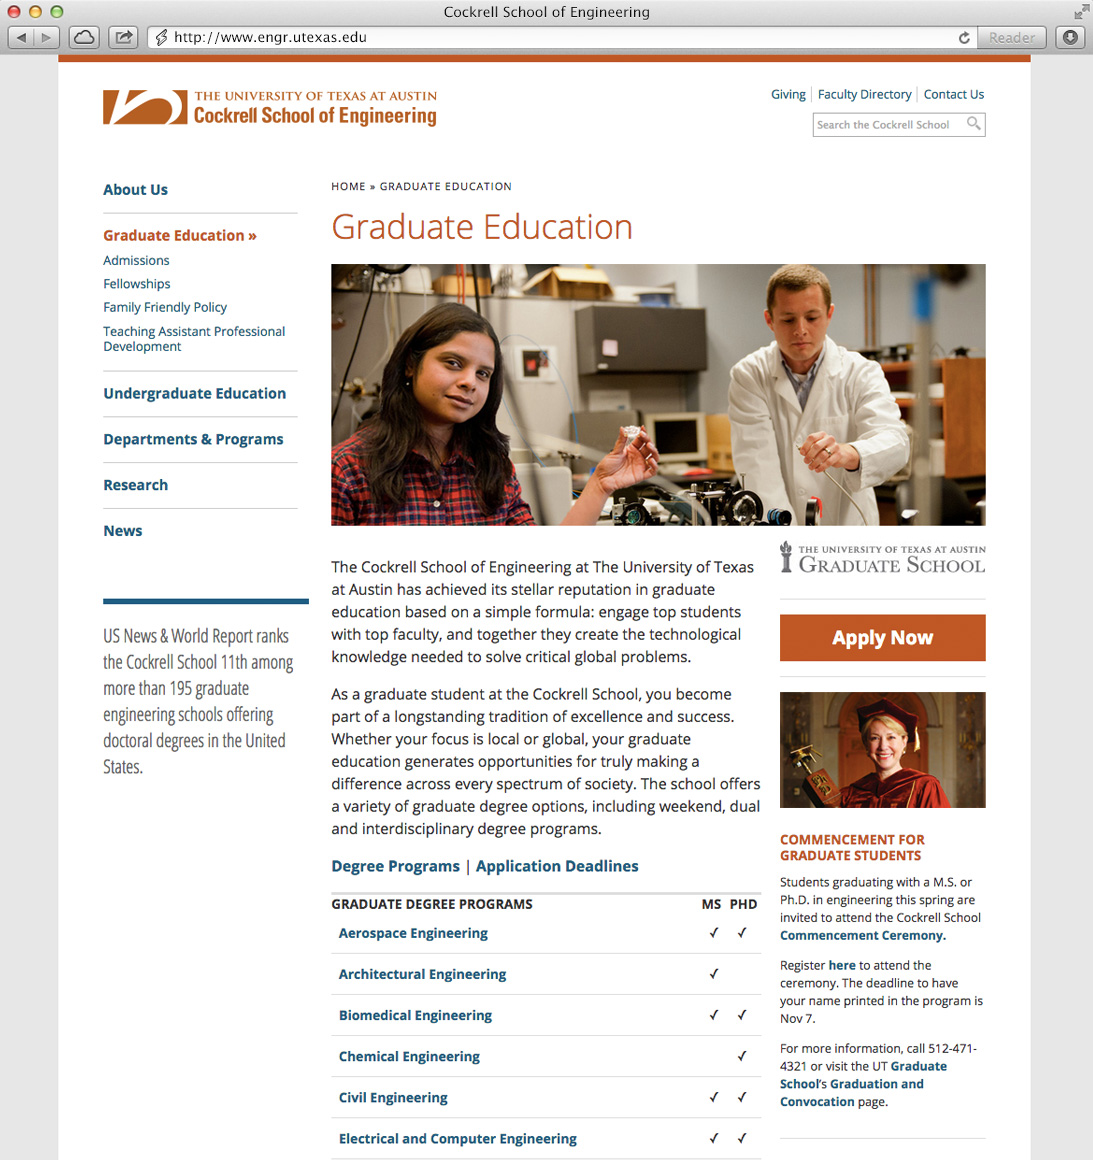 Cockrell School of Engineering
http://www.engr.utexas.edu
Reader
THE UNIVERSITY OF TEXAS AT AUSTIN
Cockrell School of Engineering
Giving | Faculty Directory | Contact Us
Search the Cockrell School
About Us
Graduate Education »
Admissions
Fellowships
Family Friendly Policy
Teaching Assistant Professional
Development
Undergraduate Education
Departments & Programs
Research
News
US News & World Report ranks
the Cockrell School 11th among
more than 195 graduate
engineering schools offering
doctoral degrees in the United
States.
HOME » GRADUATE EDUCATION
Graduate Education
The Cockrell School of Engineering at The University of Texas
at Austin has achieved its stellar reputation in graduate
education based on a simple formula: engage top students
with top faculty, and together they create the technological
knowledge needed to solve critical global problems.
As a graduate student at the Cockrell School, you become
part of a longstanding tradition of excellence and success.
Whether your focus is local or global, your graduate
education generates opportunities for truly making a
difference across every spectrum of society. The school offers
a variety of graduate degree options, including weekend, dual
and interdisciplinary degree programs.
Degree Programs | Application Deadlines
GRADUATE DEGREE PROGRAMS MS PHD
Aerospace Engineering ✓ ✓
Architectural Engineering ✓
Biomedical Engineering ✓ ✓
Chemical Engineering ✓
Civil Engineering ✓ ✓
Electrical and Computer Engineering ✓ ✓
THE UNIVERSITY OF TEXAS AT AUSTIN
GRADUATE SCHOOL
Apply Now
COMMENCEMENT FOR
GRADUATE STUDENTS
Students graduating with a M.S. or
Ph.D. in engineering this spring are
invited to attend the Cockrell School
Commencement Ceremony.
Register here to attend the
ceremony. The deadline to have
your name printed in the program is
Nov 7.
For more information, call 512-471-
4321 or visit the UT Graduate
School's Graduation and
Convocation page.